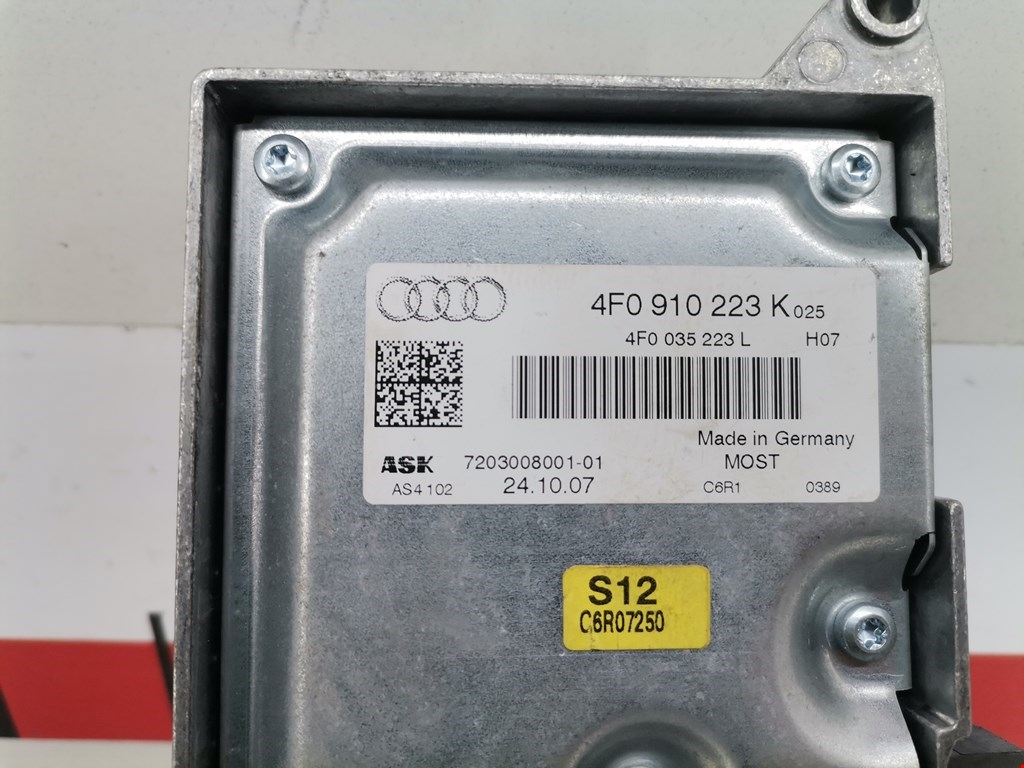 4F0 910 223 K 025
4F0 035 223 L H07
Made in Germany
ASK 7203008001-01 MOST
AS4 102 24.10.07 C6R1 0389
S12
C6R07250